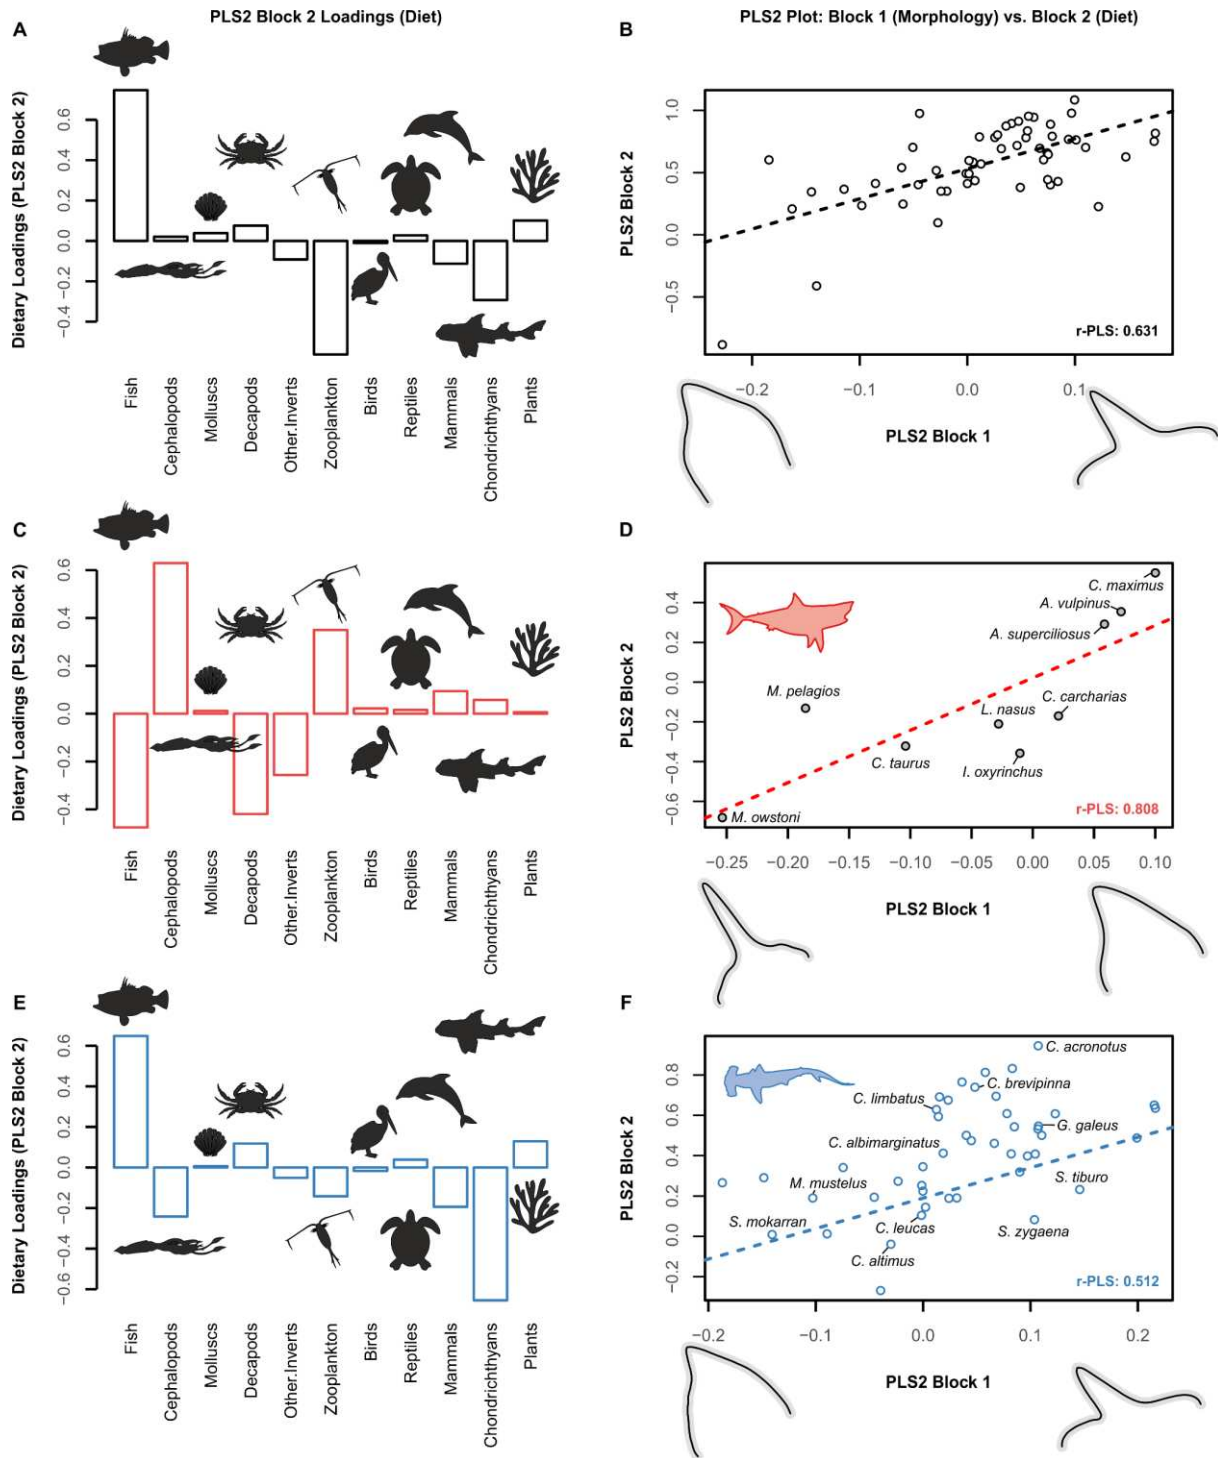 PLS2 Block 2 Loadings (Diet)
PLS2 Plot: Block 1 (Morphology) vs. Block 2 (Diet)
A
Dietary Loadings (PLS2 Block 2)
0.6
0.4
0.2
0.0
−0.2
−0.4
Fish
Cephalopods
Molluscs
Decapods
Other.Inverts
Zooplankton
Birds
Reptiles
Mammals
Chondrichthyans
Plants
B
PLS2 Block 2
1.0
0.5
0.0
−0.5
r-PLS: 0.631
−0.2 −0.1 0.0 0.1
PLS2 Block 1
C
Dietary Loadings (PLS2 Block 2)
0.6
0.4
0.2
0.0
−0.2
−0.4
Fish
Cephalopods
Molluscs
Decapods
Other.Inverts
Zooplankton
Birds
Reptiles
Mammals
Chondrichthyans
Plants
D
PLS2 Block 2
0.4
0.2
0.0
−0.2
−0.4
−0.6
C. maximus
A. vulpinus
A. superciliosus
M. pelagios
C. carcharias
L. nasus
C. taurus
I. oxyrinchus
M. owstoni
r-PLS: 0.808
−0.25 −0.20 −0.15 −0.10 −0.05 0.00 0.05 0.10
PLS2 Block 1
E
Dietary Loadings (PLS2 Block 2)
0.6
0.4
0.2
0.0
−0.2
−0.4
−0.6
Fish
Cephalopods
Molluscs
Decapods
Other.Inverts
Zooplankton
Birds
Reptiles
Mammals
Chondrichthyans
Plants
F
PLS2 Block 2
0.8
0.6
0.4
0.2
0.0
−0.2
C. acronotus
C. brevipinna
C. limbatus
G. galeus
C. albimarginatus
S. tiburo
M. mustelus
S. mokarran
C. leucas
S. zygaena
C. altimus
r-PLS: 0.512
−0.2 −0.1 0.0 0.1 0.2
PLS2 Block 1